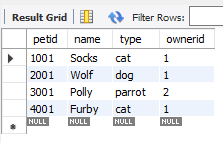 Result Grid Filter Rows:
petid name type ownerid
1001 Socks cat 1
2001 Wolf dog 1
3001 Polly parrot 2
4001 Furby cat 1
NULL NULL NULL NULL